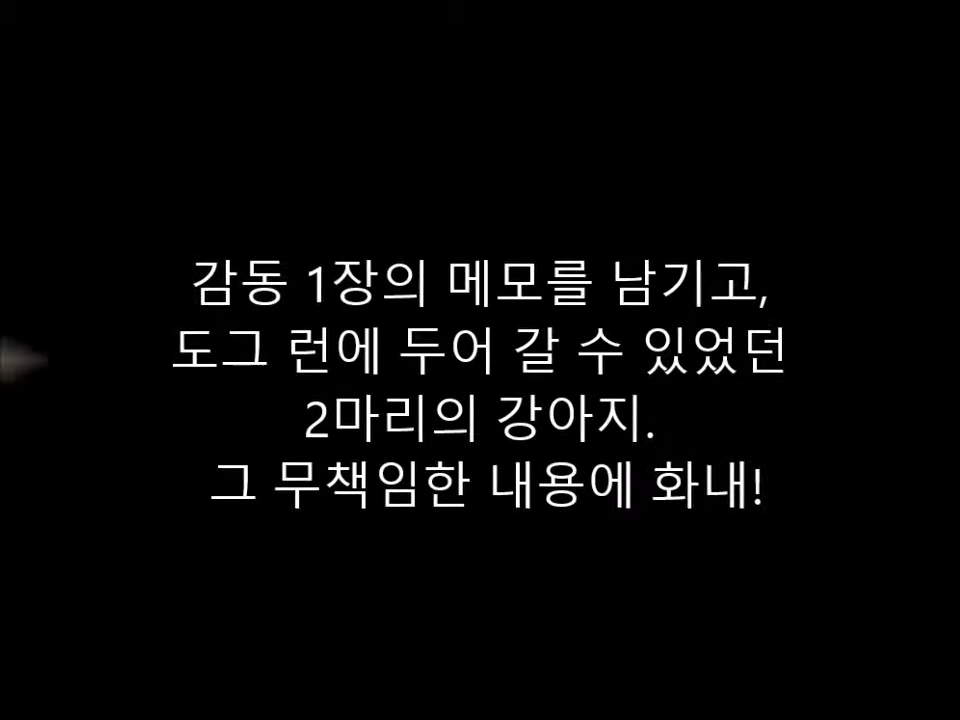 감동 1장의 메모를 남기고,
도그 런에 두어 갈 수 있었던
2마리의 강아지.
그 무책임한 내용에 화내!